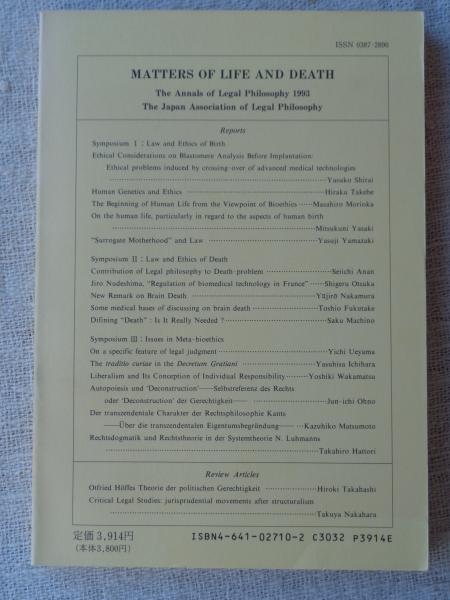 ISSN 0387-2890
MATTERS OF LIFE AND DEATH
The Annals of Legal Philosophy 1993
The Japan Association of Legal Philosophy
Reports
Symposium I : Law and Ethics of Birth
Ethical Considerations on Blastomere Analysis Before Implantation:
Ethical problems induced by crossing-over of advanced medical technologies
Yasuko Shirai
Human Genetics and Ethics Hiraku Takebe
The Beginning of Human Life from the Viewpoint of Bioethics Masahiro Morioka
On the human life, particularly in regard to the aspects of human birth
Mitsukuni Yasaki
"Surrogate Motherhood" and Law Yasuji Yamazaki
Symposium II : Law and Ethics of Death
Contribution of Legal philosophy to Death-problem Seiichi Anan
Jiro Nudeshima, "Regulation of biomedical technology in France" Shigeru Otsuka
New Remark on Brain Death Yūjirō Nakamura
Some medical bases of discussing on brain death Toshio Fukutake
Difining "Death" : Is It Really Needed ? Saku Machino
Symposium III : Issues in Meta-bioethics
On a specific feature of legal judgment Yichi Ueyama
The traditio curiae in the Decretum Gratiani Yasuhisa Ichihara
Liberalism and Its Conception of Individual Responsibility Yoshiki Wakamatsu
Autopoiesis und 'Deconstruction'——Selbstreferenz des Rechts
oder 'Deconstruction' der Gerechtigkeit—— Jun-ichi Ohno
Der transzendentale Charakter der Rechtsphilosophie Kants
——Über die transzendentalen Eigentumsbegründung—— Kazuhiko Matsumoto
Rechtsdogmatik und Rechtstheorie in der Systemtheorie N. Luhmanns
Takahiro Hattori
Review Articles
Otfried Höffes Theorie der politischen Gerechtigkeit Hiroki Takahashi
Critical Legal Studies: jurisprudential movements after structuralism
Takuya Nakahara
定価 3,914円
(本体3,800円)
ISBN4-641-02710-2 C3032 P3914E